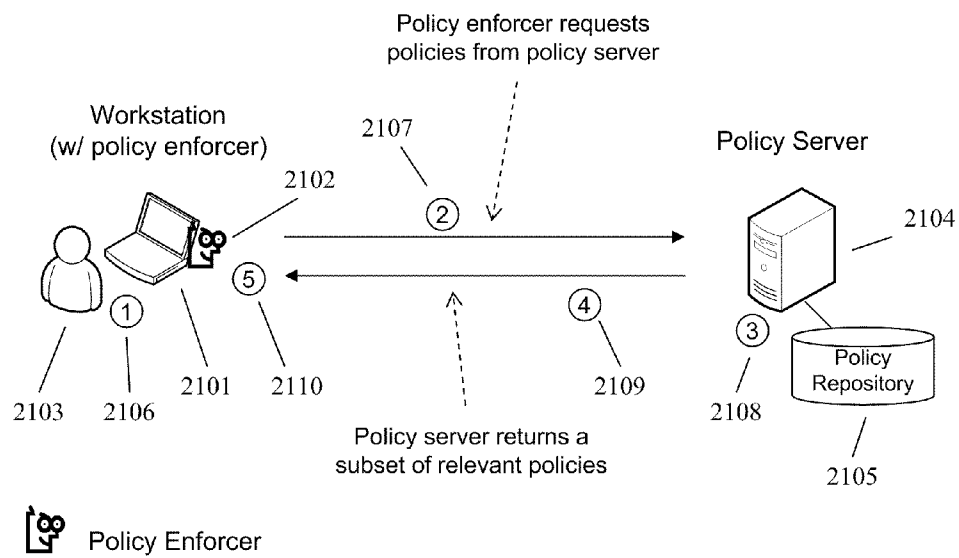 Policy enforcer requests
policies from policy server
Workstation
(w/ policy enforcer)
2107
Policy Server
2102
2104
2
5
4
1
3
Policy
Repository
2103
2106
2101
2110
2109
2108
2105
Policy server returns a
subset of relevant policies
Policy Enforcer